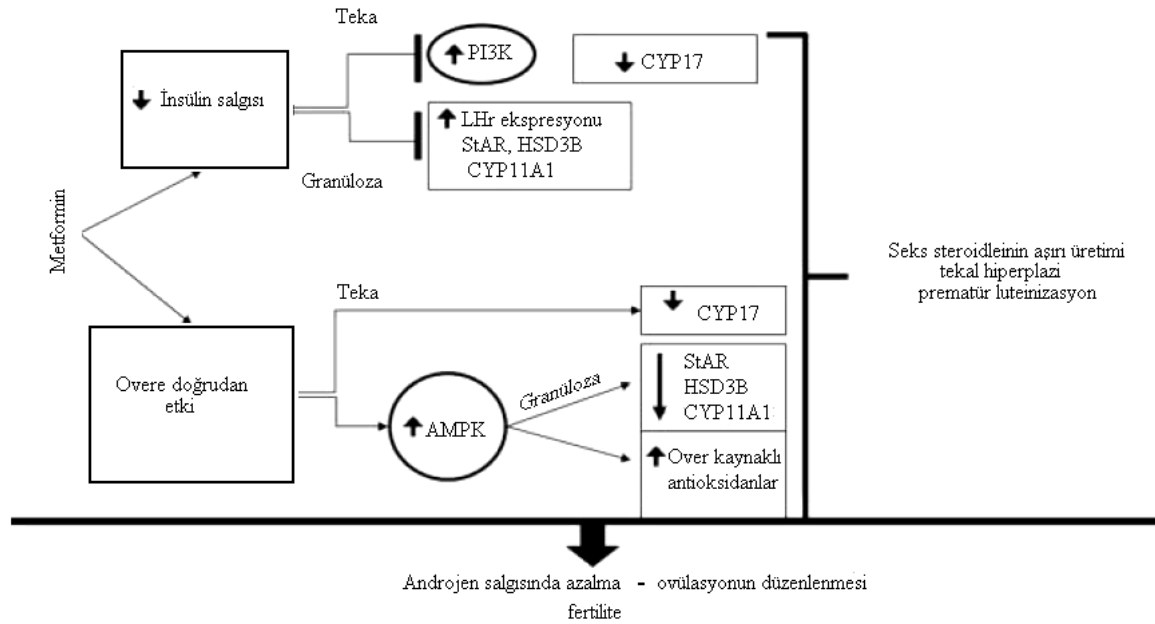 Teka
PI3K
CYP17
İnsülin salgısı
LHr ekspresyonu
StAR, HSD3B
CYP11A1
Granüloza
Metformin
Seks steroidleinin aşırı üretimi
tekal hiperplazi
prematür luteinizasyon
Teka
CYP17
Overe doğrudan
etki
AMPK
Granüloza
StAR
HSD3B
CYP11A1
Over kaynaklı
antioksidanlar
Androjen salgısında azalma - ovülasyonun düzenlenmesi
fertilite